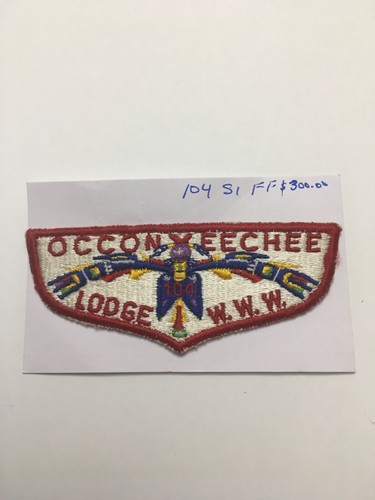 104 S1 FF $300.00
OCCONEECHEE
104
LODGE W.W.W.